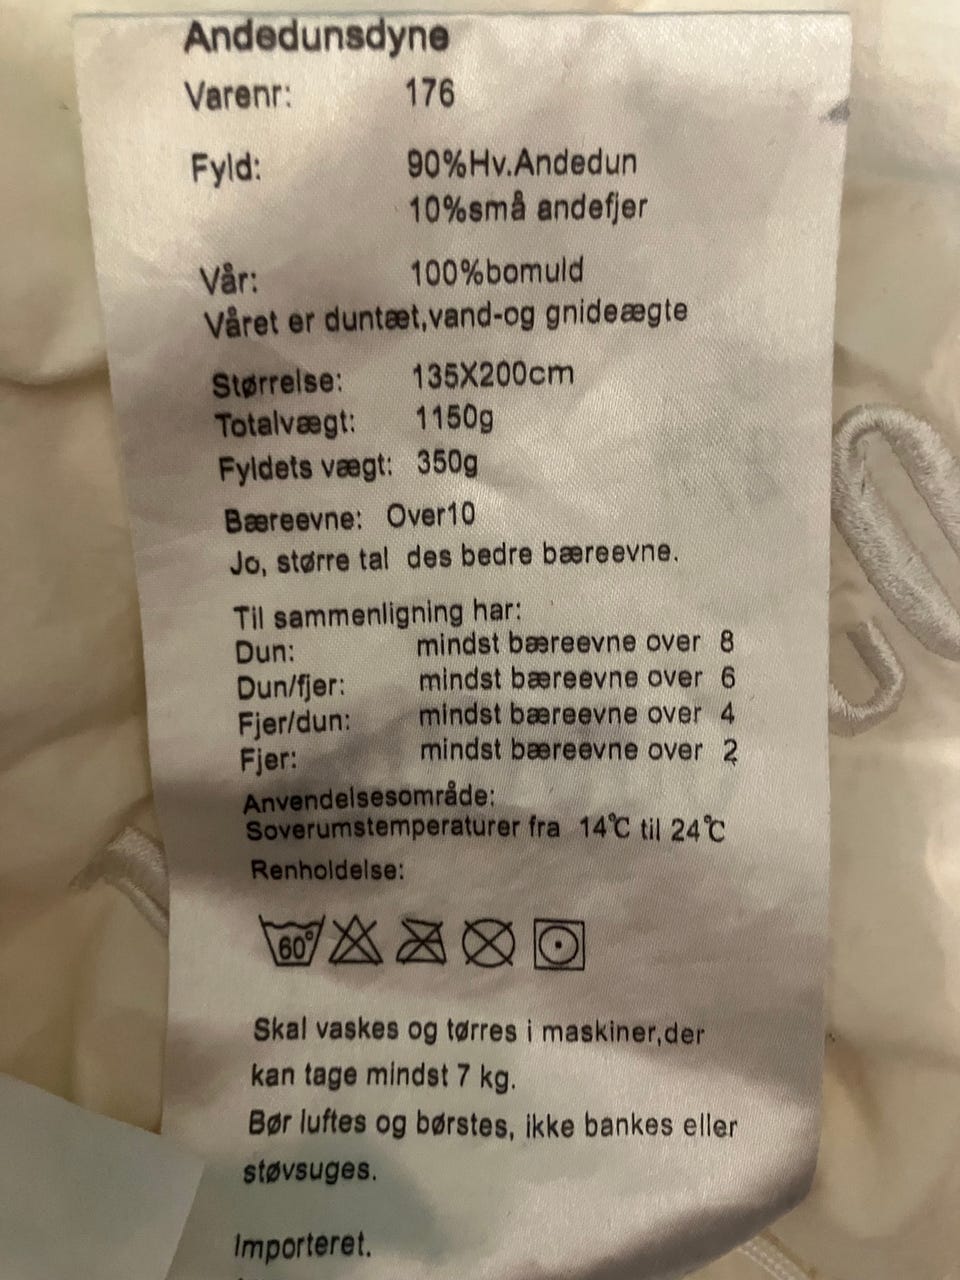 Andedunsdyne
Varenr: 176
Fyld: 90%Hv.Andedun
10%små andefjer
Vår: 100%bomuld
Våret er duntæt,vand-og gnideægte
Størrelse: 135X200cm
Totalvægt: 1150g
Fyldets vægt: 350g
Bæreevne: Over10
Jo, større tal des bedre bæreevne.
Til sammenligning har:
Dun: mindst bæreevne over 8
Dun/fjer: mindst bæreevne over 6
Fjer/dun: mindst bæreevne over 4
Fjer: mindst bæreevne over 2
Anvendelsesområde:
Soverumstemperaturer fra 14℃ til 24℃
Renholdelse:
60°
Skal vaskes og tørres i maskiner,der
kan tage mindst 7 kg.
Bør luftes og børstes, ikke bankes eller
støvsuges.
Importeret.